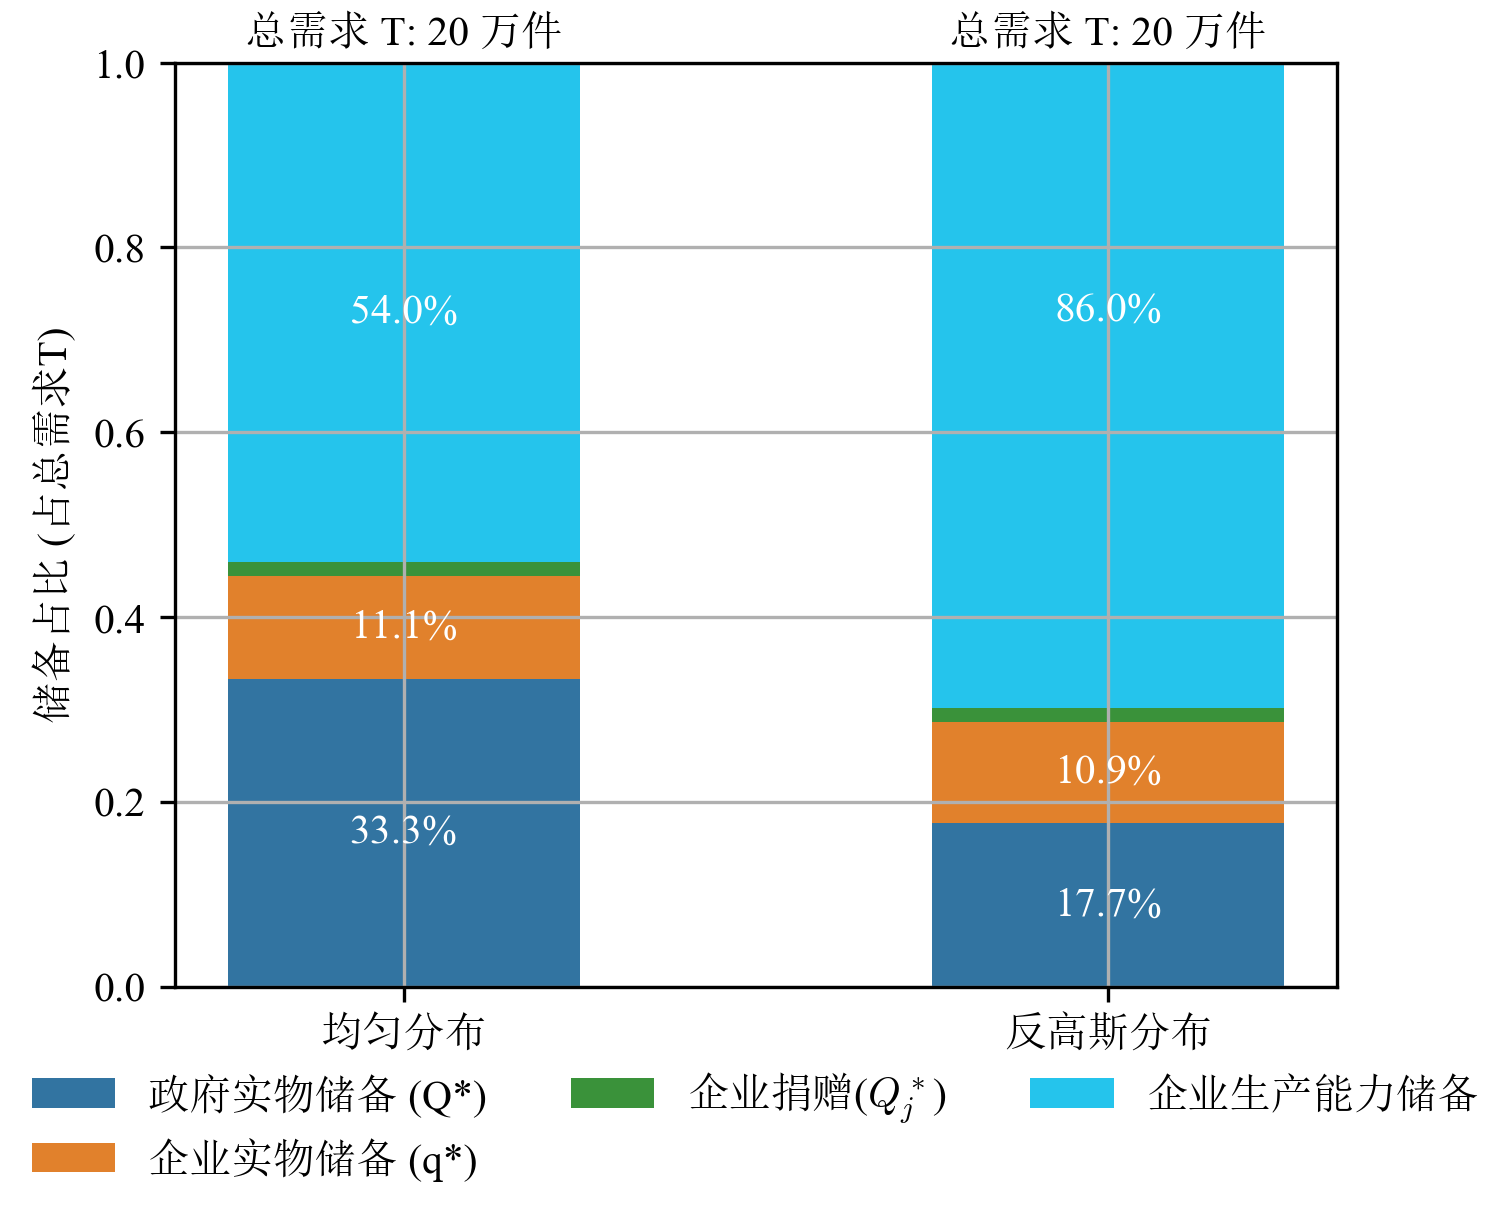 总需求 T: 20 万件
总需求 T: 20 万件
1.0
0.8
0.6
0.4
0.2
0.0
储备占比 (占总需求T)
54.0%
11.1%
33.3%
86.0%
10.9%
17.7%
均匀分布
反高斯分布
政府实物储备 (Q*)
企业捐赠($Q_j^*$)
企业生产能力储备
企业实物储备 (q*)